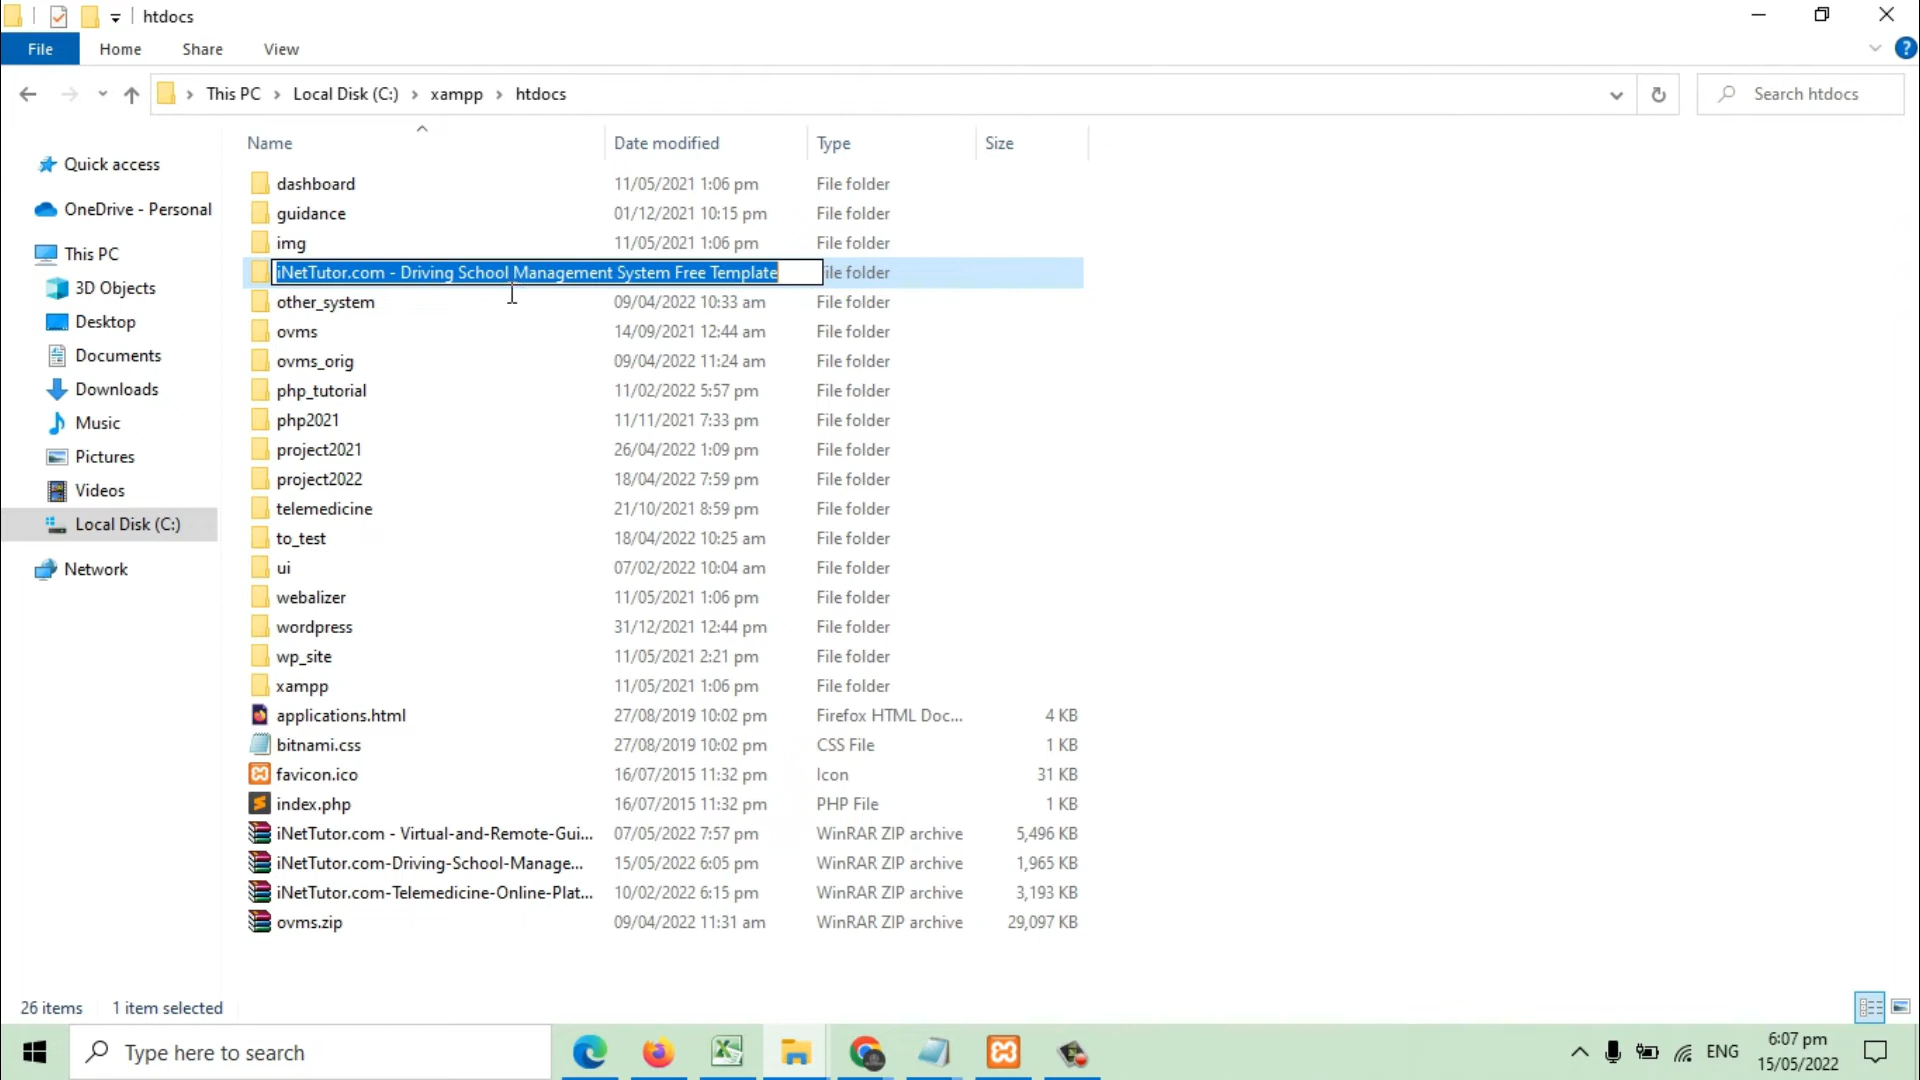 htdocs
File Home Share View
This PC Local Disk (C:) xampp htdocs
Search htdocs
Name Date modified Type Size
Quick access
OneDrive - Personal
This PC
3D Objects
Desktop
Documents
Downloads
Music
Pictures
Videos
Local Disk (C:)
Network
dashboard 11/05/2021 1:06 pm File folder
guidance 01/12/2021 10:15 pm File folder
img 11/05/2021 1:06 pm File folder
iNetTutor.com - Driving School Management System Free Template ile folder
other_system 09/04/2022 10:33 am File folder
ovms 14/09/2021 12:44 am File folder
ovms_orig 09/04/2022 11:24 am File folder
php_tutorial 11/02/2022 5:57 pm File folder
php2021 11/11/2021 7:33 pm File folder
project2021 26/04/2022 1:09 pm File folder
project2022 18/04/2022 7:59 pm File folder
telemedicine 21/10/2021 8:59 pm File folder
to_test 18/04/2022 10:25 am File folder
ui 07/02/2022 10:04 am File folder
webalizer 11/05/2021 1:06 pm File folder
wordpress 31/12/2021 12:44 pm File folder
wp_site 11/05/2021 2:21 pm File folder
xampp 11/05/2021 1:06 pm File folder
applications.html 27/08/2019 10:02 pm Firefox HTML Doc... 4 KB
bitnami.css 27/08/2019 10:02 pm CSS File 1 KB
favicon.ico 16/07/2015 11:32 pm Icon 31 KB
index.php 16/07/2015 11:32 pm PHP File 1 KB
iNetTutor.com - Virtual-and-Remote-Gui... 07/05/2022 7:57 pm WinRAR ZIP archive 5,496 KB
iNetTutor.com-Driving-School-Manage... 15/05/2022 6:05 pm WinRAR ZIP archive 1,965 KB
iNetTutor.com-Telemedicine-Online-Plat... 10/02/2022 6:15 pm WinRAR ZIP archive 3,193 KB
ovms.zip 09/04/2022 11:31 am WinRAR ZIP archive 29,097 KB
26 items 1 item selected
Type here to search
ENG
6:07 pm
15/05/2022